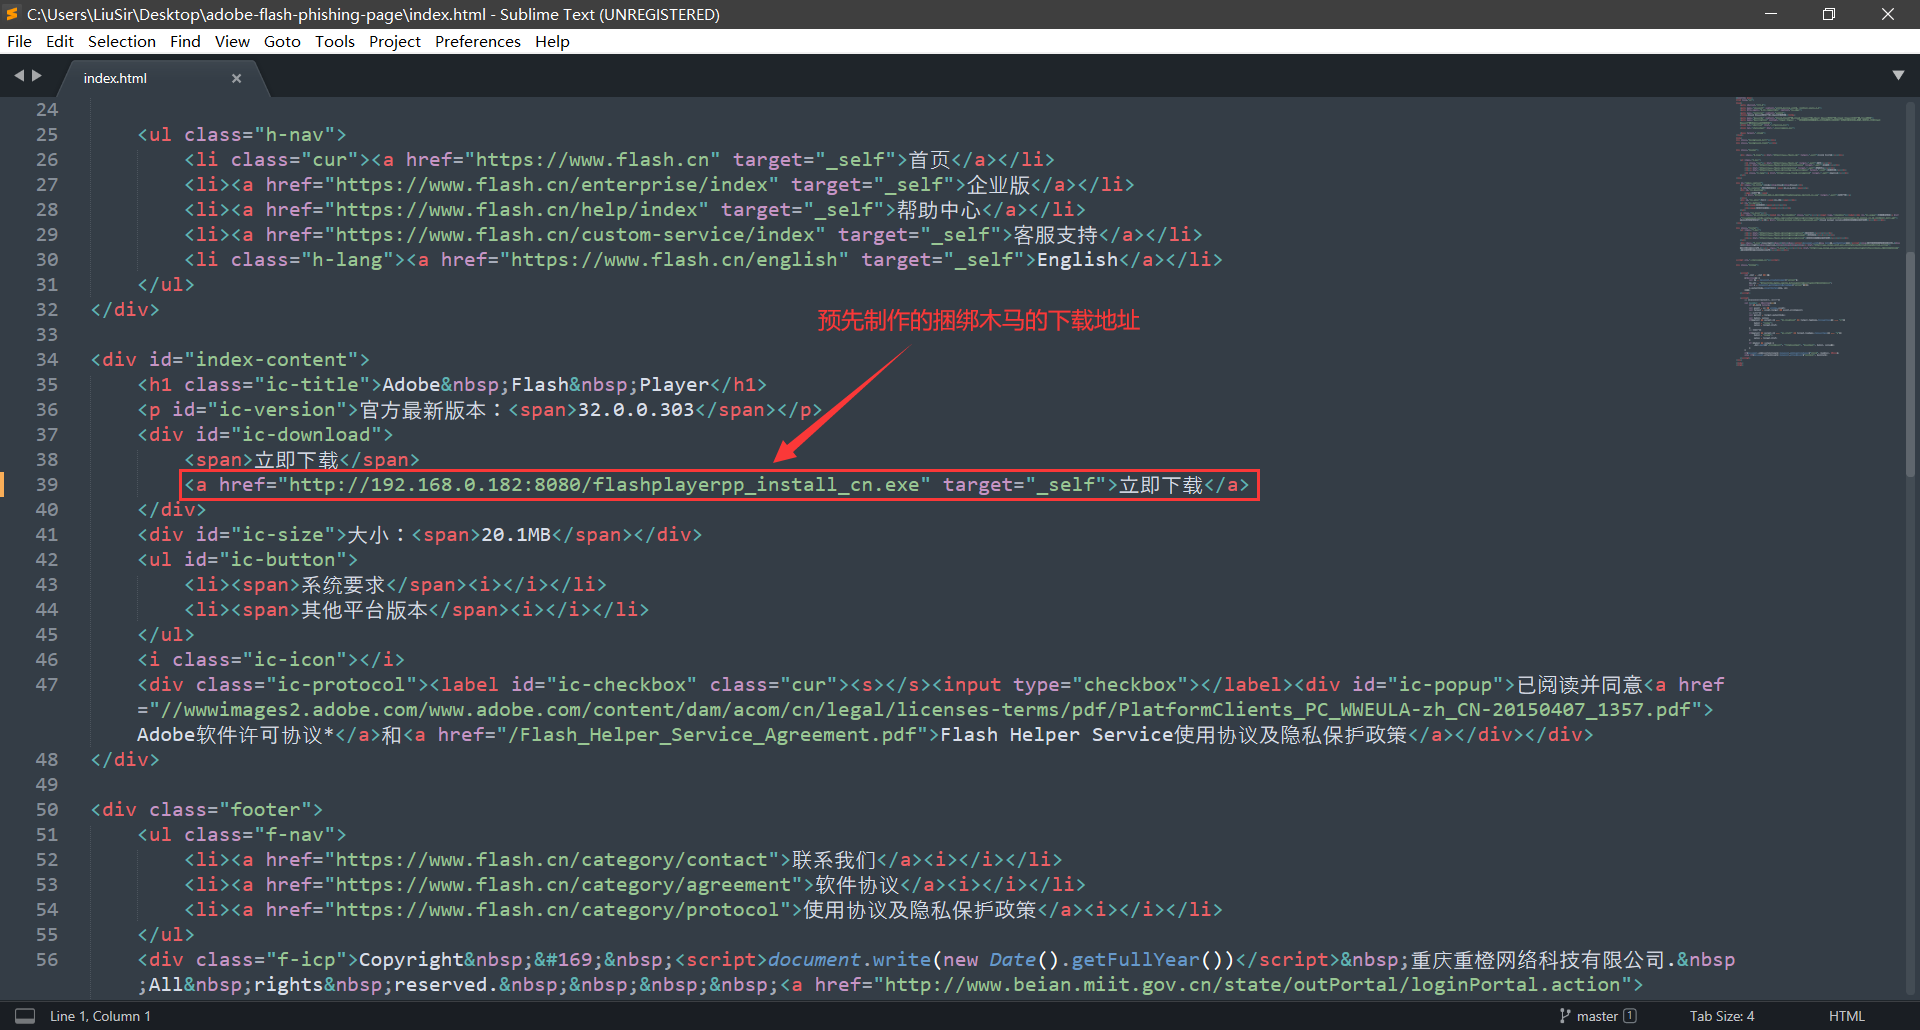 C:\Users\LiuSir\Desktop\adobe-flash-phishing-page\index.html - Sublime Text (UNREGISTERED)
File Edit Selection Find View Goto Tools Project Preferences Help
index.html
24
25 <ul class="h-nav">
26 <li class="cur"><a href="https://www.flash.cn" target="_self">首页</a></li>
27 <li><a href="https://www.flash.cn/enterprise/index" target="_self">企业版</a></li>
28 <li><a href="https://www.flash.cn/help/index" target="_self">帮助中心</a></li>
29 <li><a href="https://www.flash.cn/custom-service/index" target="_self">客服支持</a></li>
30 <li class="h-lang"><a href="https://www.flash.cn/english" target="_self">English</a></li>
31 </ul>
32 </div>
预先制作的捆绑木马的下载地址
33
34 <div id="index-content">
35 <h1 class="ic-title">Adobe&nbsp;Flash&nbsp;Player</h1>
36 <p id="ic-version">官方最新版本：<span>32.0.0.303</span></p>
37 <div id="ic-download">
38 <span>立即下载</span>
39 <a href="http://192.168.0.182:8080/flashplayerpp_install_cn.exe" target="_self">立即下载</a>
40 </div>
41 <div id="ic-size">大小：<span>20.1MB</span></div>
42 <ul id="ic-button">
43 <li><span>系统要求</span><i></i></li>
44 <li><span>其他平台版本</span><i></i></li>
45 </ul>
46 <i class="ic-icon"></i>
47 <div class="ic-protocol"><label id="ic-checkbox" class="cur"><s></s><input type="checkbox"></label><div id="ic-popup">已阅读并同意<a href
="//wwwimages2.adobe.com/www.adobe.com/content/dam/acom/cn/legal/licenses-terms/pdf/PlatformClients_PC_WWEULA-zh_CN-20150407_1357.pdf">
Adobe软件许可协议*</a>和<a href="/Flash_Helper_Service_Agreement.pdf">Flash Helper Service使用协议及隐私保护政策</a></div></div>
48 </div>
49
50 <div class="footer">
51 <ul class="f-nav">
52 <li><a href="https://www.flash.cn/category/contact">联系我们</a><i></i></li>
53 <li><a href="https://www.flash.cn/category/agreement">软件协议</a><i></i></li>
54 <li><a href="https://www.flash.cn/category/protocol">使用协议及隐私保护政策</a><i></i></li>
55 </ul>
56 <div class="f-icp">Copyright&nbsp;&#169;&nbsp;<script>document.write(new Date().getFullYear())</script>&nbsp;重庆重橙网络科技有限公司.&nbsp
;All&nbsp;rights&nbsp;reserved.&nbsp;&nbsp;&nbsp;&nbsp;<a href="http://www.beian.miit.gov.cn/state/outPortal/loginPortal.action">
Line 1, Column 1 master 1 Tab Size: 4 HTML